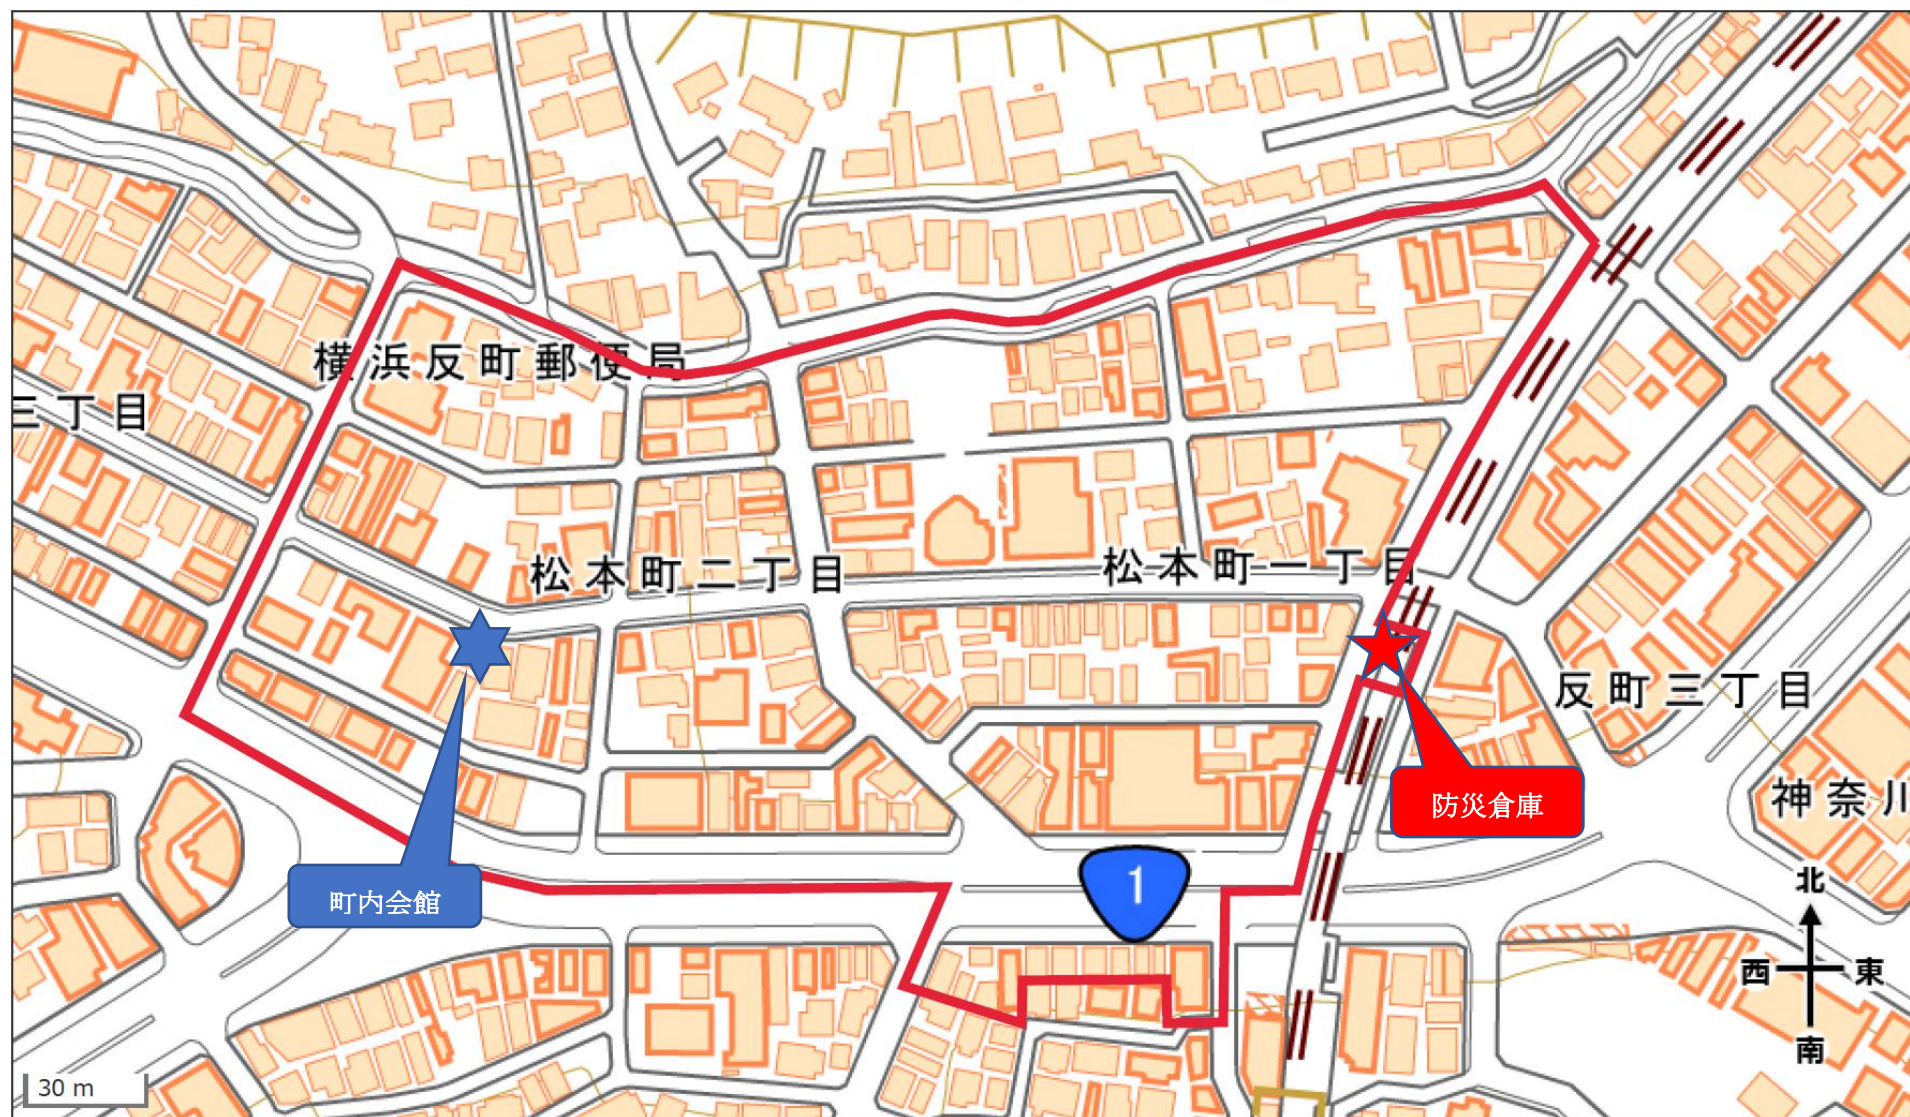 横浜反町郵便局
三丁目
松本町二丁目
松本町一丁目
反町三丁目
防災倉庫
神奈川
1
町内会館
北
西
東
南
30 m